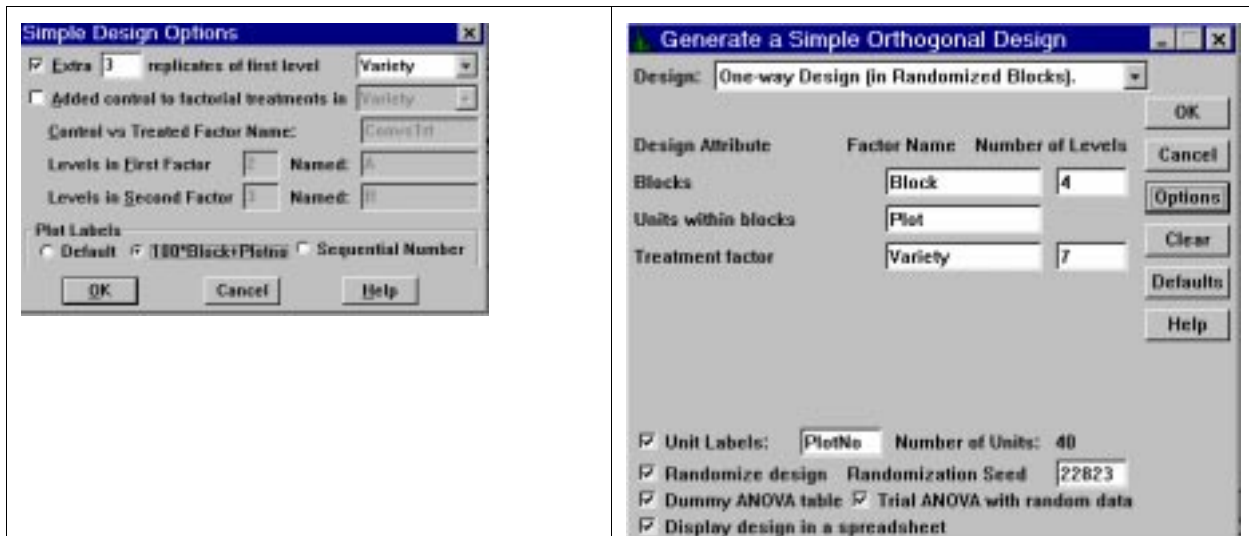 Simple Design Options
Extra 3 replicates of first level Variety
Added control to factorial treatments in Variety
Control vs Treated Factor Name: ConvsTrt
Levels in First Factor 2 Named: A
Levels in Second Factor 3 Named: B
Plot Labels
Default 100*Block+Plotno Sequential Number
OK Cancel Help
Generate a Simple Orthogonal Design
Design: One-way Design (in Randomized Blocks).
OK
Design Attribute Factor Name Number of Levels
Cancel
Blocks Block 4
Options
Units within blocks Plot
Clear
Treatment factor Variety 7
Defaults
Help
Unit Labels: PlotNo Number of Units: 40
Randomize design Randomization Seed 22823
Dummy ANOVA table Trial ANOVA with random data
Display design in a spreadsheet